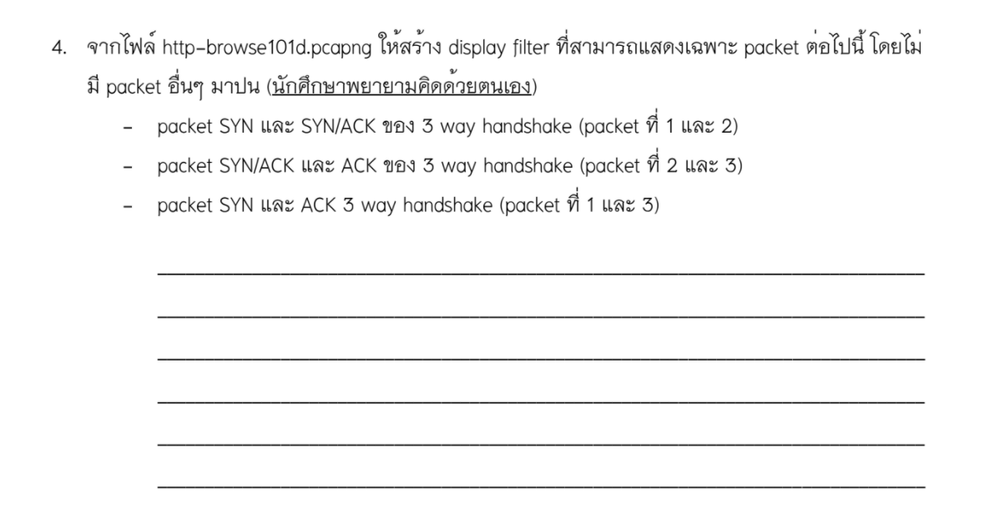 4. จากไฟล์ http-browse101d.pcapng ให้สร้าง display filter ที่สามารถแสดงเฉพาะ packet ต่อไปนี้ โดยไม่
มี packet อื่นๆ มาปน (นักศึกษาพยายามคิดด้วยตนเอง)
- packet SYN และ SYN/ACK ของ 3 way handshake (packet ที่ 1 และ 2)
- packet SYN/ACK และ ACK ของ 3 way handshake (packet ที่ 2 และ 3)
- packet SYN และ ACK 3 way handshake (packet ที่ 1 และ 3)